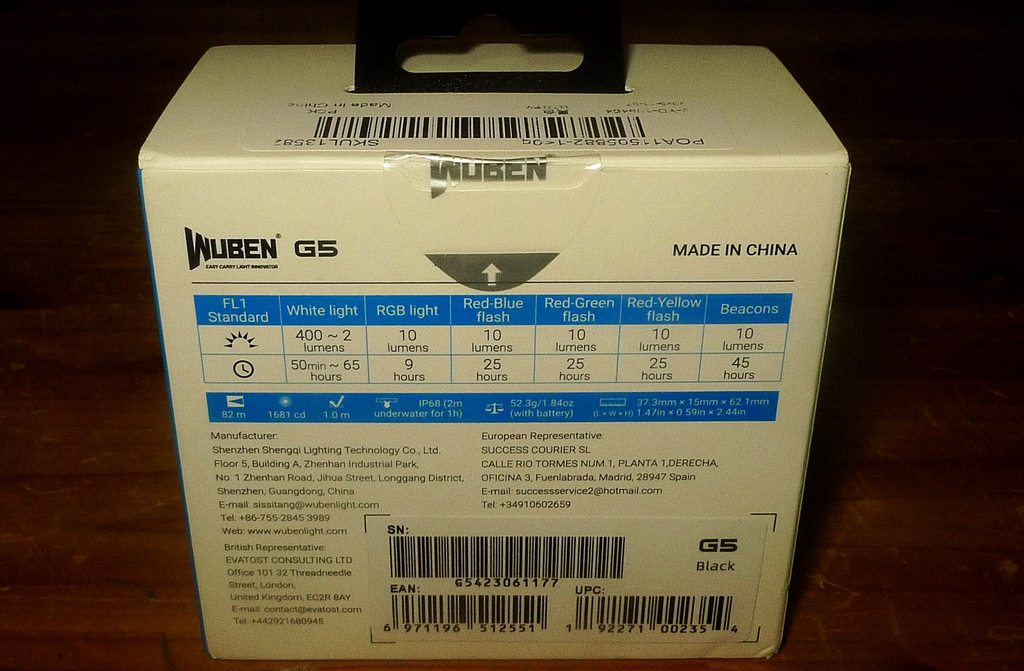 POA11505882-1
SKUL1358
Made in China
WUBEN
WUBEN® G5
EASY CARRY LIGHT INNOVATOR
MADE IN CHINA
FL1 Standard White light RGB light Red-Blue flash Red-Green flash Red-Yellow flash Beacons
400 ~ 2 lumens 10 lumens 10 lumens 10 lumens 10 lumens 10 lumens
50min ~ 65 hours 9 hours 25 hours 25 hours 25 hours 45 hours
82 m 1681 cd 1.0 m IP68 (2m underwater for 1h) 52.3g/1.84oz (with battery) (L × W × H) 37.3mm × 15mm × 62.1mm 1.47in × 0.59in × 2.44in
Manufacturer:
Shenzhen Shengqi Lighting Technology Co., Ltd.
Floor 5, Building A, Zhenhan Industrial Park,
No. 1 Zhenhan Road, Jihua Street, Longgang District,
Shenzhen, Guangdong, China
E-mail: sissitang@wubenlight.com
Tel: +86-755-2845 3989
Web: www.wubenlight.com
European Representative:
SUCCESS COURIER SL
CALLE RIO TORMES NUM.1, PLANTA 1,DERECHA,
OFICINA 3, Fuenlabrada, Madrid, 28947 Spain
E-mail: successservice2@hotmail.com
Tel: +34910602659
British Representative:
EVATOST CONSULTING LTD
Office 101 32 Threadneedle
Street, London,
United Kingdom, EC2R 8AY
E-mail: contact@evatost.com
Tel: +442921680945
SN:
G5423061177
G5
Black
EAN:
6 971196 512551
UPC:
1 92271 00235 4